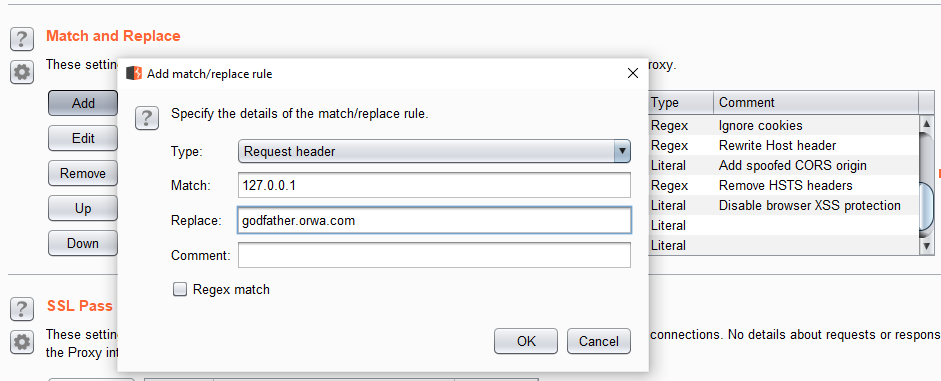 Match and Replace
These settin
roxy.
Add match/replace rule
Specify the details of the match/replace rule.
Type: Request header
Match: 127.0.0.1
Replace: godfather.orwa.com
Comment:
Regex match
OK
Cancel
Add
Edit
Remove
Up
Down
Type Comment
Regex Ignore cookies
Regex Rewrite Host header
Literal Add spoofed CORS origin
Regex Remove HSTS headers
Literal Disable browser XSS protection
Literal
Literal
SSL Pass
These settin
connections. No details about requests or respons
the Proxy int